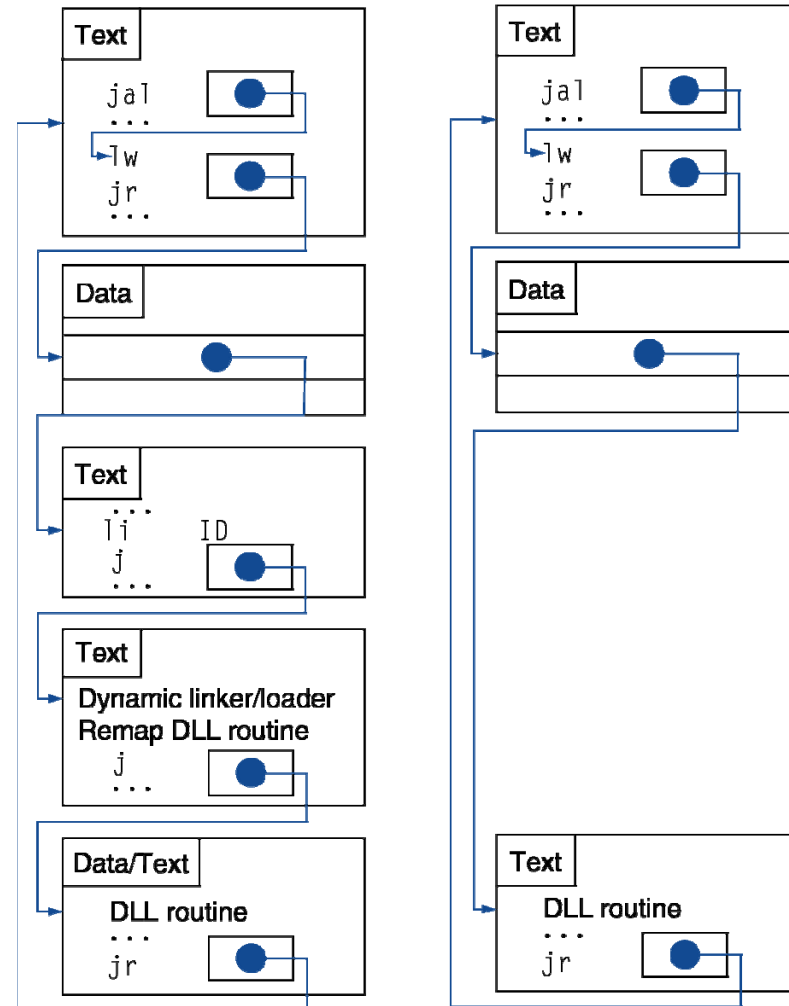 Text
jal
...
lw
jr
...
Data
Text
...
li ID
j
...
Text
Dynamic linker/loader
Remap DLL routine
j
...
Data/Text
DLL routine
...
jr
Text
jal
...
lw
jr
...
Data
Text
DLL routine
...
jr